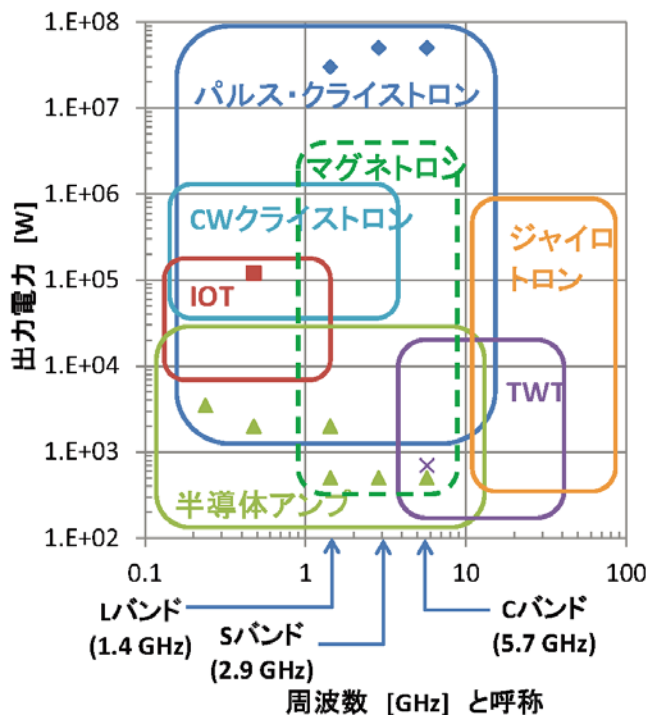 1.E+08
1.E+07
1.E+06
1.E+05
1.E+04
1.E+03
1.E+02
出力電力 [W]
パルス・クライストロン
マグネトロン
CWクライストロン
ジャイロ
トロン
IOT
TWT
半導体アンプ
0.1
1
10
100
Lバンド
(1.4 GHz)
Sバンド
(2.9 GHz)
Cバンド
(5.7 GHz)
周波数 [GHz] と呼称